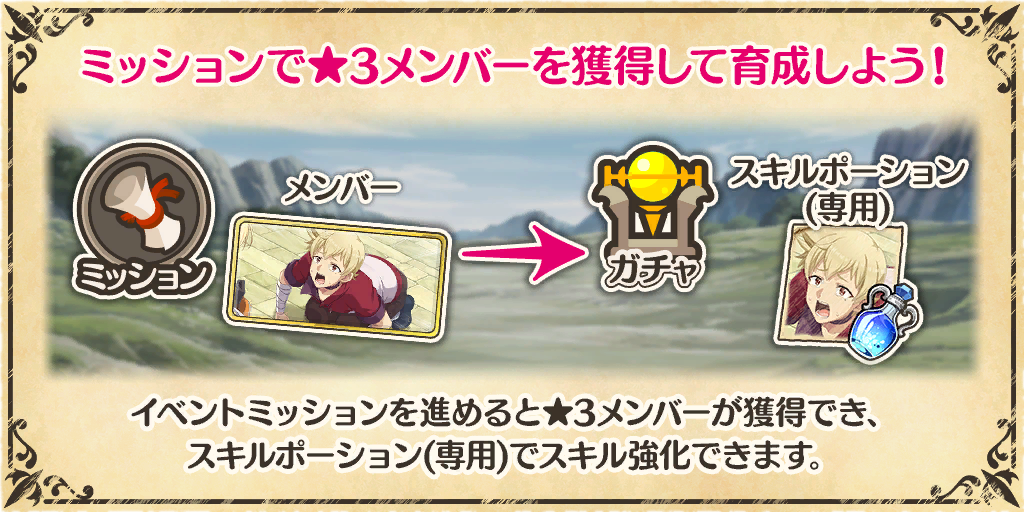 ミッションで★3メンバーを獲得して育成しよう！
メンバー
ミッション
ガチャ
スキルポーション
(専用)
イベントミッションを進めると★3メンバーが獲得でき、
スキルポーション(専用)でスキル強化できます。